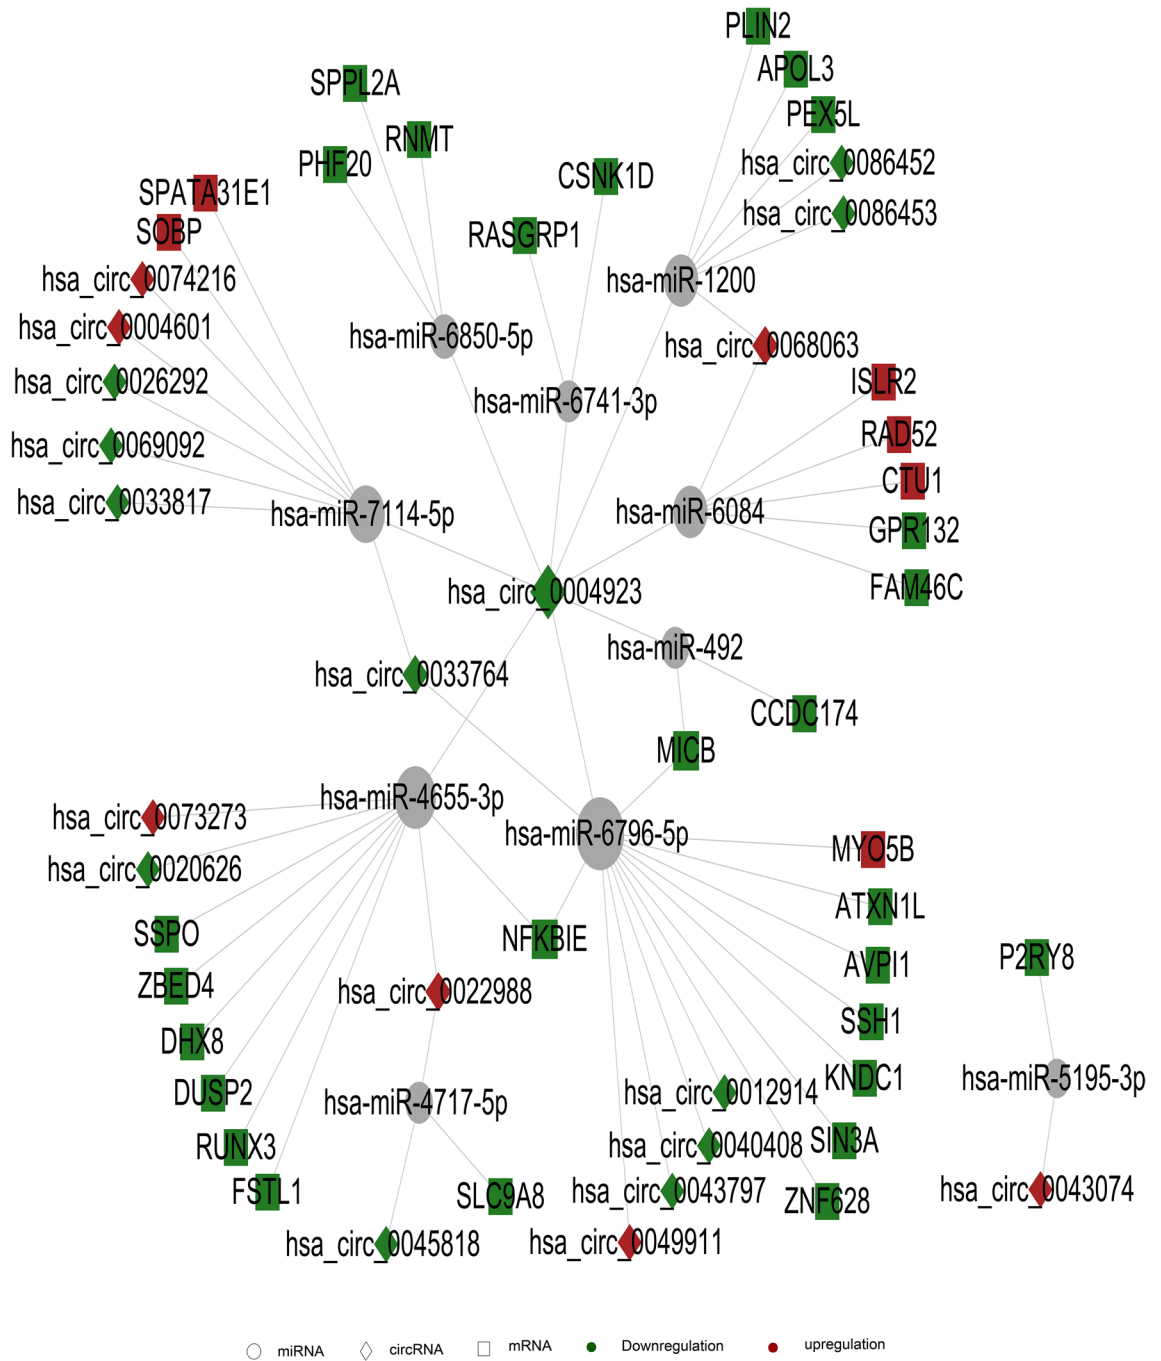 PLIN2
APOL3
SPPL2A
PEX5L
RNMT
PHF20
hsa_circ_0086452
CSNK1D
SPATA31E1
hsa_circ_0086453
SOBP
RASGRP1
hsa_circ_0074216
hsa-miR-1200
hsa_circ_0004601
hsa-miR-6850-5p
hsa_circ_0068063
hsa_circ_0026292
ISLR2
hsa-miR-6741-3p
RAD52
hsa_circ_0069092
CTU1
hsa_circ_0033817
hsa-miR-7114-5p
hsa-miR-6084
GPR132
FAM46C
hsa_circ_0004923
hsa-miR-492
hsa_circ_0033764
CCDC174
MICB
hsa-miR-4655-3p
hsa_circ_0073273
hsa-miR-6796-5p
MYO5B
hsa_circ_0020626
ATXN1L
SSPO
NFKBIE
P2RY8
AVPI1
ZBED4
hsa_circ_0022988
SSH1
DHX8
KNDC1
hsa-miR-5195-3p
DUSP2
hsa_circ_0012914
hsa-miR-4717-5p
RUNX3
hsa_circ_0040408
SIN3A
FSTL1
SLC9A8
hsa_circ_0043797
ZNF628
hsa_circ_0043074
hsa_circ_0045818
hsa_circ_0049911
miRNA
circRNA
mRNA
Downregulation
upregulation